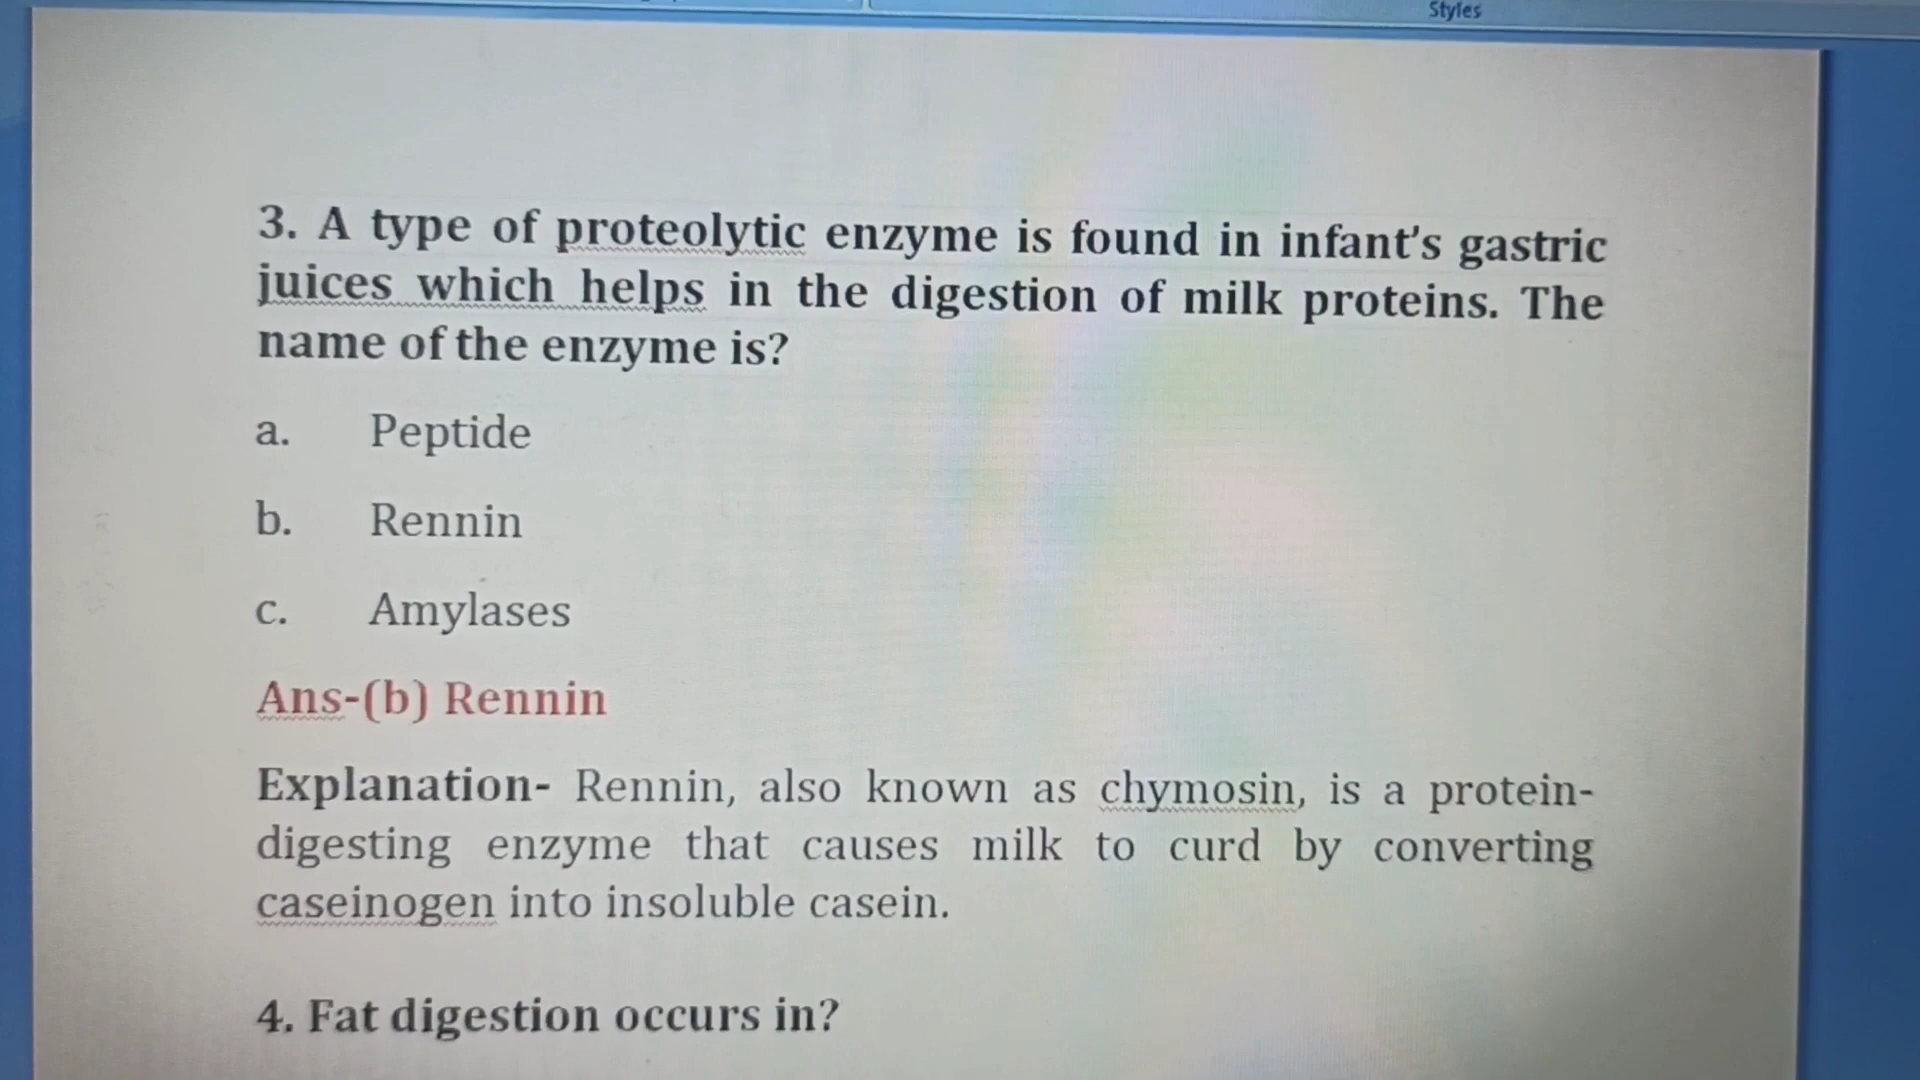 Styles
3. A type of proteolytic enzyme is found in infant's gastric
juices which helps in the digestion of milk proteins. The
name of the enzyme is?
a. Peptide
b. Rennin
c. Amylases
Ans-(b) Rennin
Explanation- Rennin, also known as chymosin, is a protein-
digesting enzyme that causes milk to curd by converting
caseinogen into insoluble casein.
4. Fat digestion occurs in?